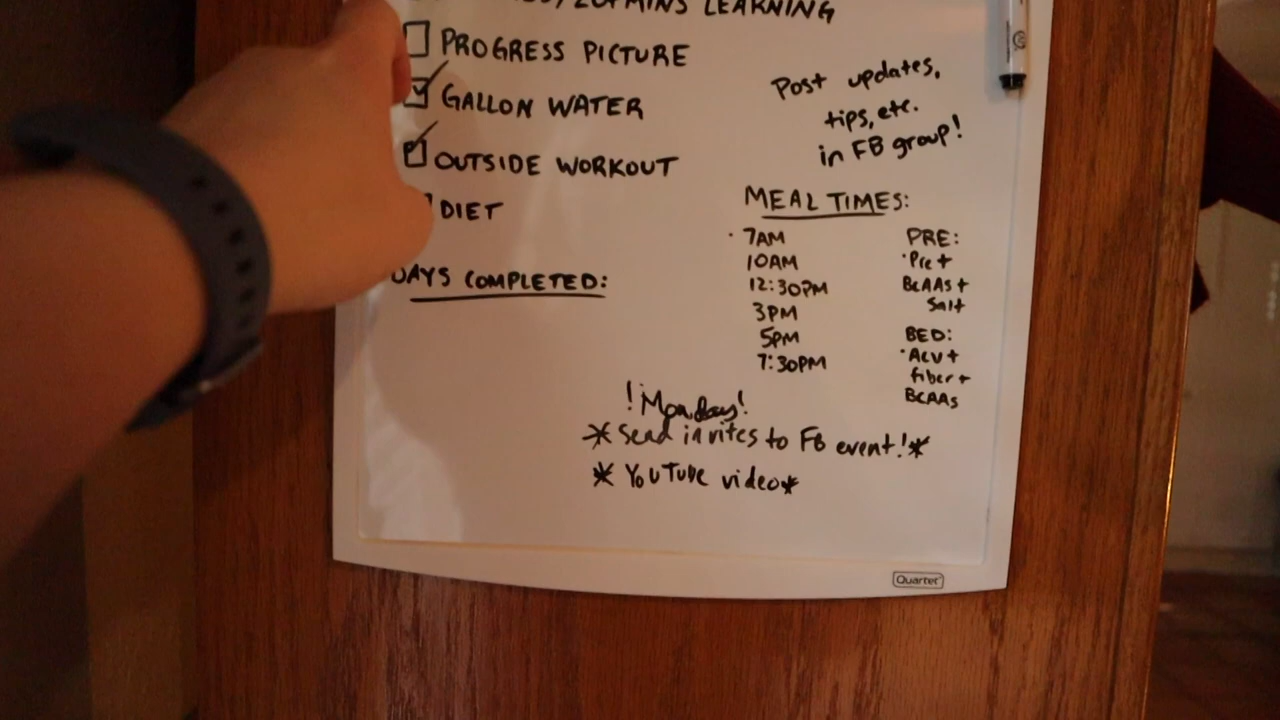 LEARNING
PROGRESS PICTURE
GALLON WATER
OUTSIDE WORKOUT
DIET
DAYS COMPLETED:
Post updates,
tips, etc.
in FB group!
MEAL TIMES:
7AM
10AM
12:30PM
3PM
5PM
7:30PM
PRE:
· Pre +
BCAAs +
Salt
BED:
· ACV +
fiber +
BCAAs
! Monday!
* Send invites to FB event! *
* YouTube video *
Quartet